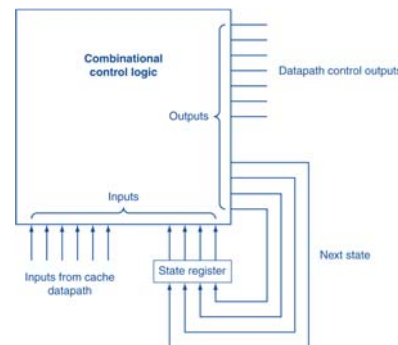 Combinational
control logic
Datapath control outputs
Outputs
Inputs
Inputs from cache
datapath
State register
Next state